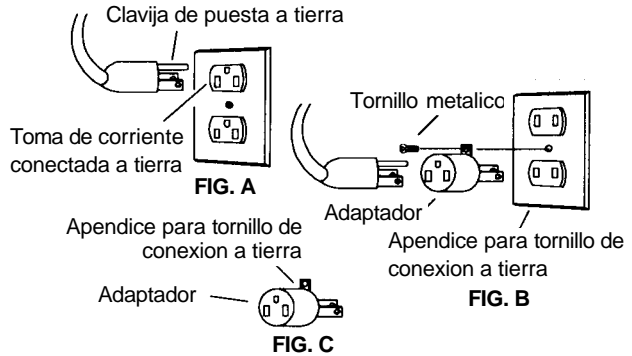 Clavija de puesta a tierra
Toma de corriente
conectada a tierra
FIG. A
Tornillo metalico
Adaptador
Apendice para tornillo de
conexion a tierra
FIG. B
Apendice para tornillo de
conexion a tierra
Adaptador
FIG. C